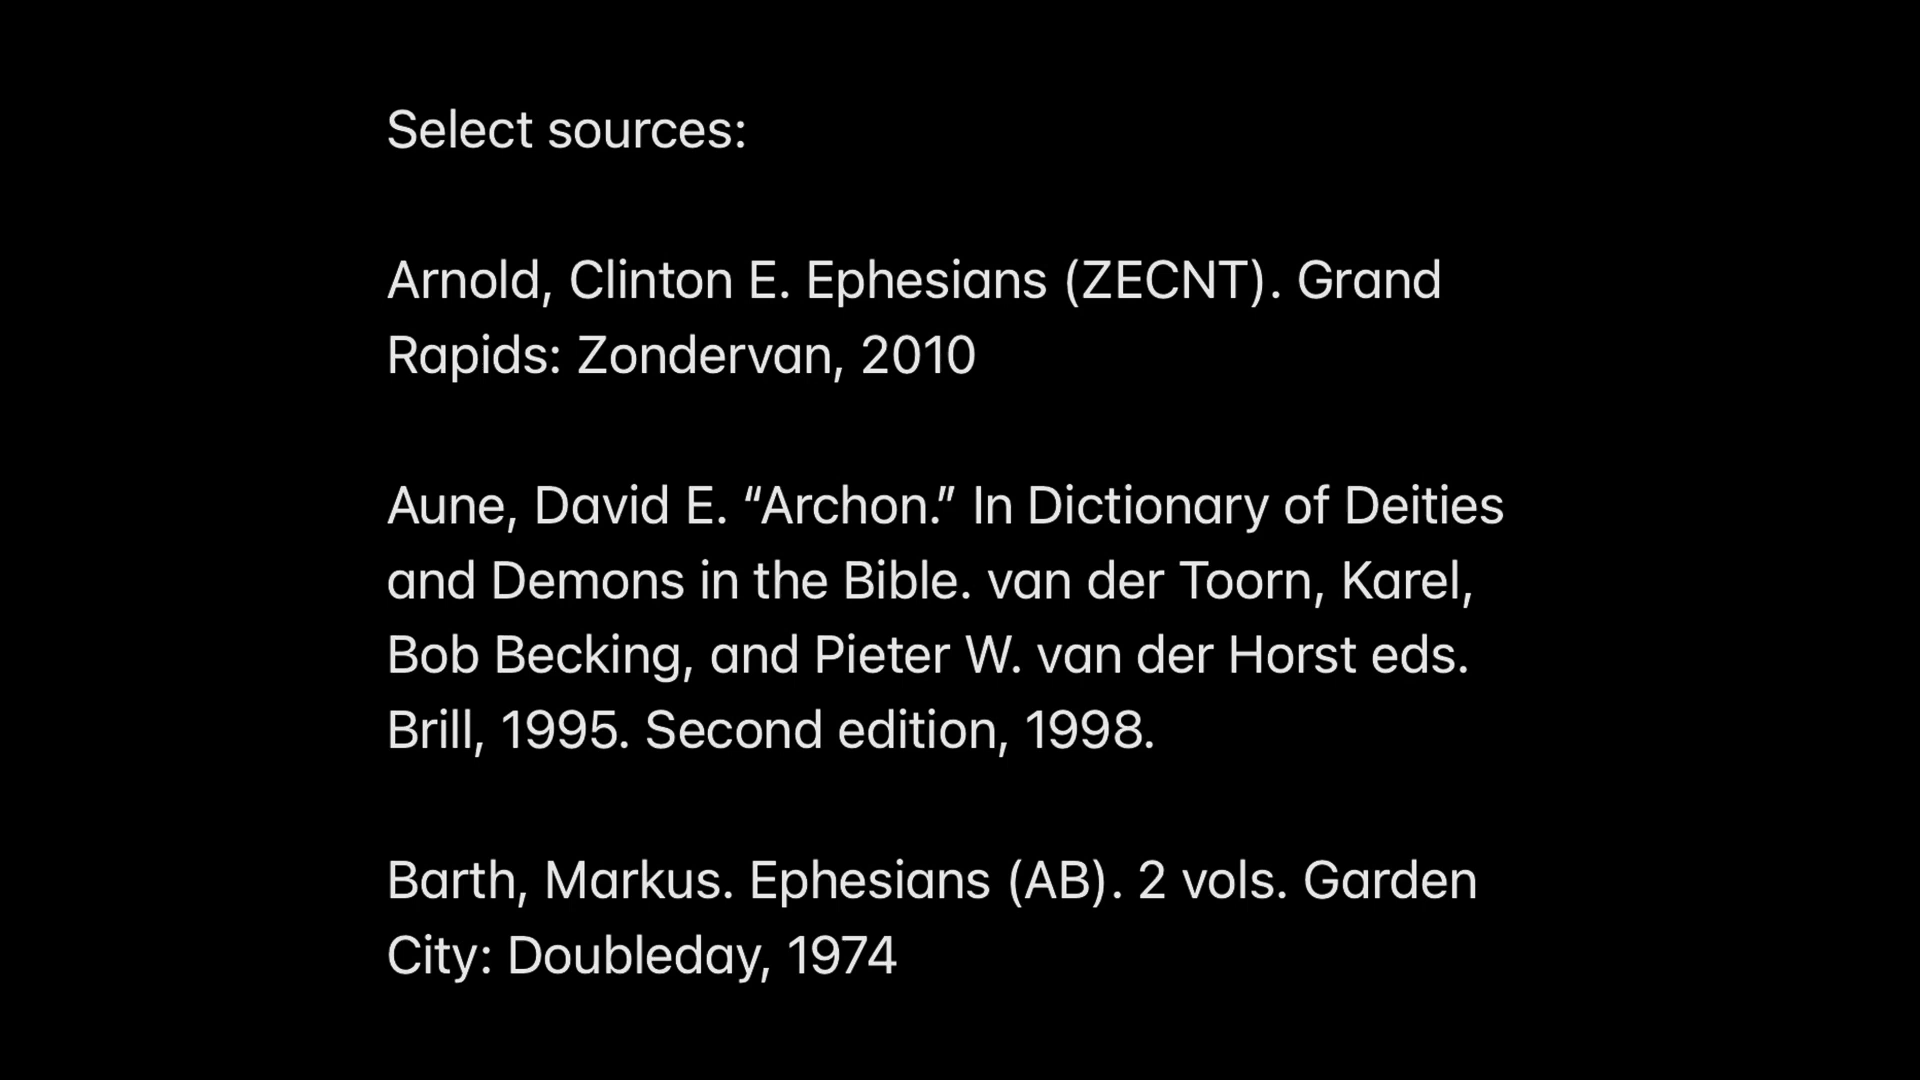 Select sources:
Arnold, Clinton E. Ephesians (ZECNT). Grand
Rapids: Zondervan, 2010
Aune, David E. “Archon.” In Dictionary of Deities
and Demons in the Bible. van der Toorn, Karel,
Bob Becking, and Pieter W. van der Horst eds.
Brill, 1995. Second edition, 1998.
Barth, Markus. Ephesians (AB). 2 vols. Garden
City: Doubleday, 1974